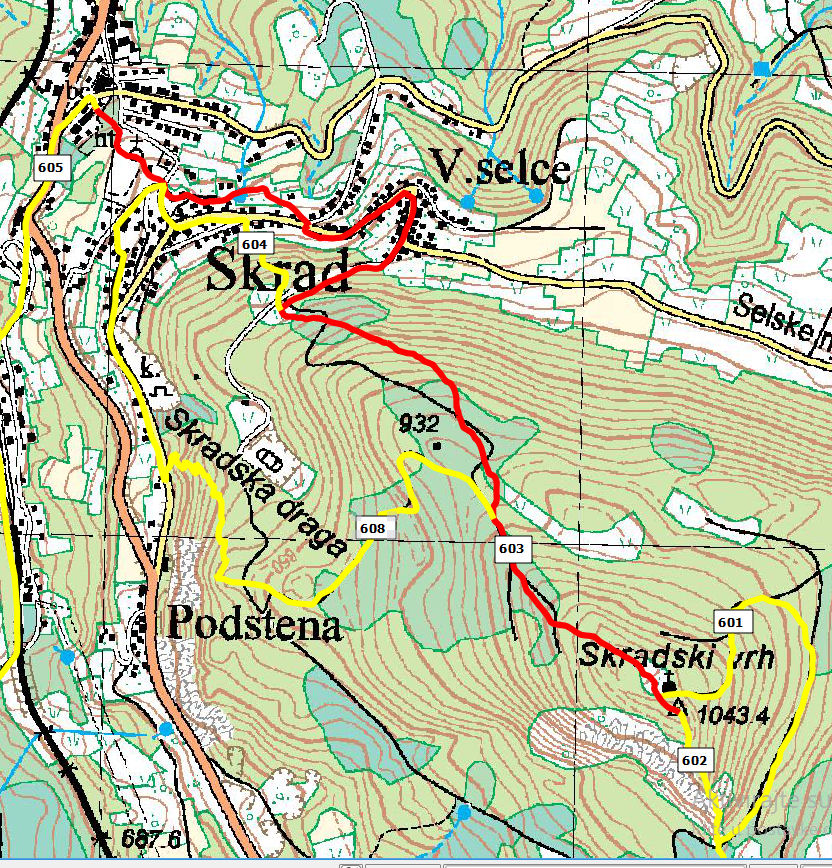 605
V.selce
604
Skrad
Selske
k.
932
Skradska draga
608
603
850
Podstena
601
Skradski vrh
1043.4
602
687.6